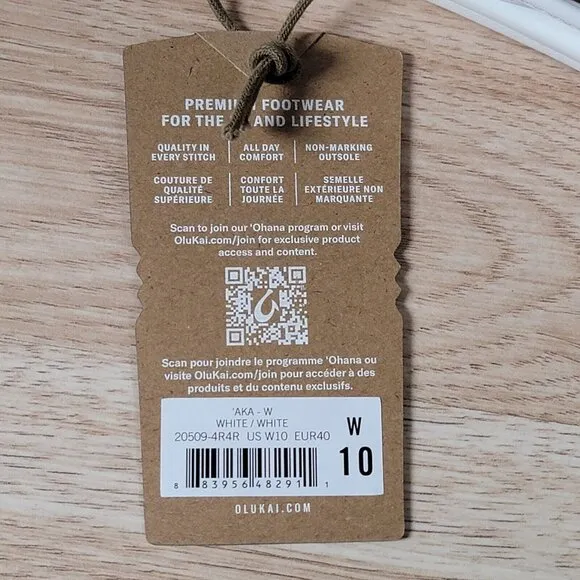 PREMIUM FOOTWEAR
FOR THE AND LIFESTYLE
QUALITY IN EVERY STITCH
ALL DAY COMFORT
NON-MARKING OUTSOLE
COUTURE DE QUALITÉ SUPÉRIEURE
CONFORT TOUTE LA JOURNÉE
SEMELLE EXTÉRIEURE NON MARQUANTE
Scan to join our 'Ohana program or visit
OluKai.com/join for exclusive product
access and content.
Scan pour joindre le programme 'Ohana ou
visite OluKai.com/join pour accéder à des
produits et du contenu exclusifs.
'AKA - W
WHITE / WHITE
20509-4R4R US W10 EUR40
W
10
8 83956 48291 1
OLUKAI.COM